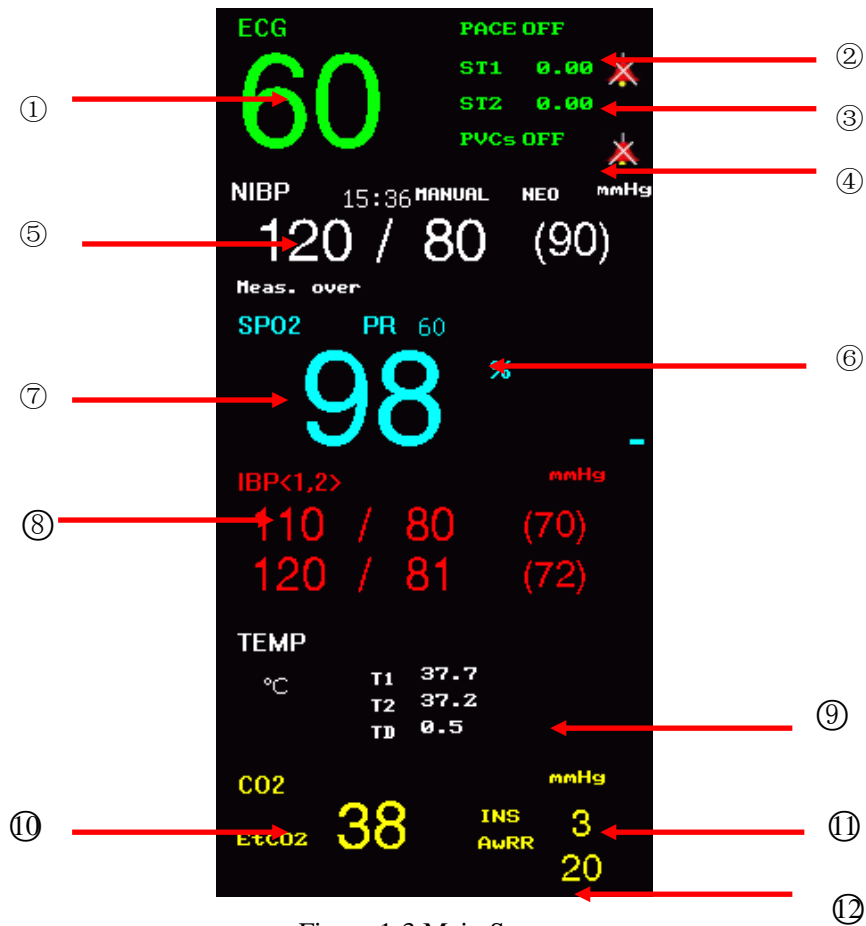 ECG PACE OFF
② ST1 0.00
① 60 ST2 0.00 ③
PVCs OFF
④
NIBP 15:36 MANUAL NEO mmHg
⑤ 120 / 80 (90)
Meas. over
SPO2 PR 60
% ⑥
⑦ 98
-
IBP<1,2> mmHg
⑧ 110 / 80 (70)
120 / 81 (72)
TEMP
°C T1 37.7
T2 37.2
TD 0.5 ⑨
CO2 mmHg
⑩ EtCO2 38 INS 3 ⑪
AwRR 20
⑫